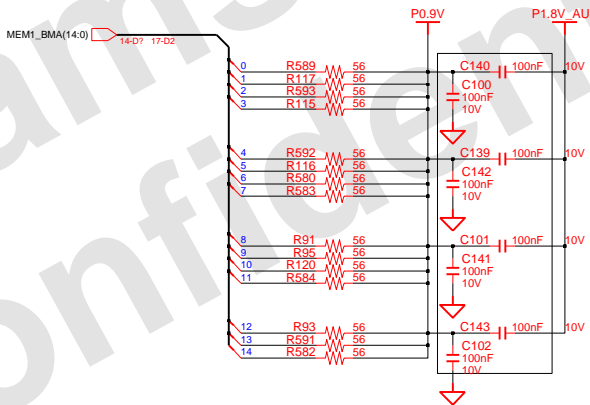 P0.9V P1.8V_AU
MEM1_BMA(14:0) 14-D? 17-D2
0 R589 56 C140 100nF 10V
1 R117 56 C100
2 R593 56 100nF
3 R115 56 10V
4 R592 56 C139 100nF 10V
5 R116 56 C142
6 R580 56 100nF
7 R583 56 10V
8 R91 56 C101 100nF 10V
9 R95 56 C141
10 R120 56 100nF
11 R584 56 10V
12 R93 56 C143 100nF 10V
13 R591 56 C102
14 R582 56 100nF
10V
onfident